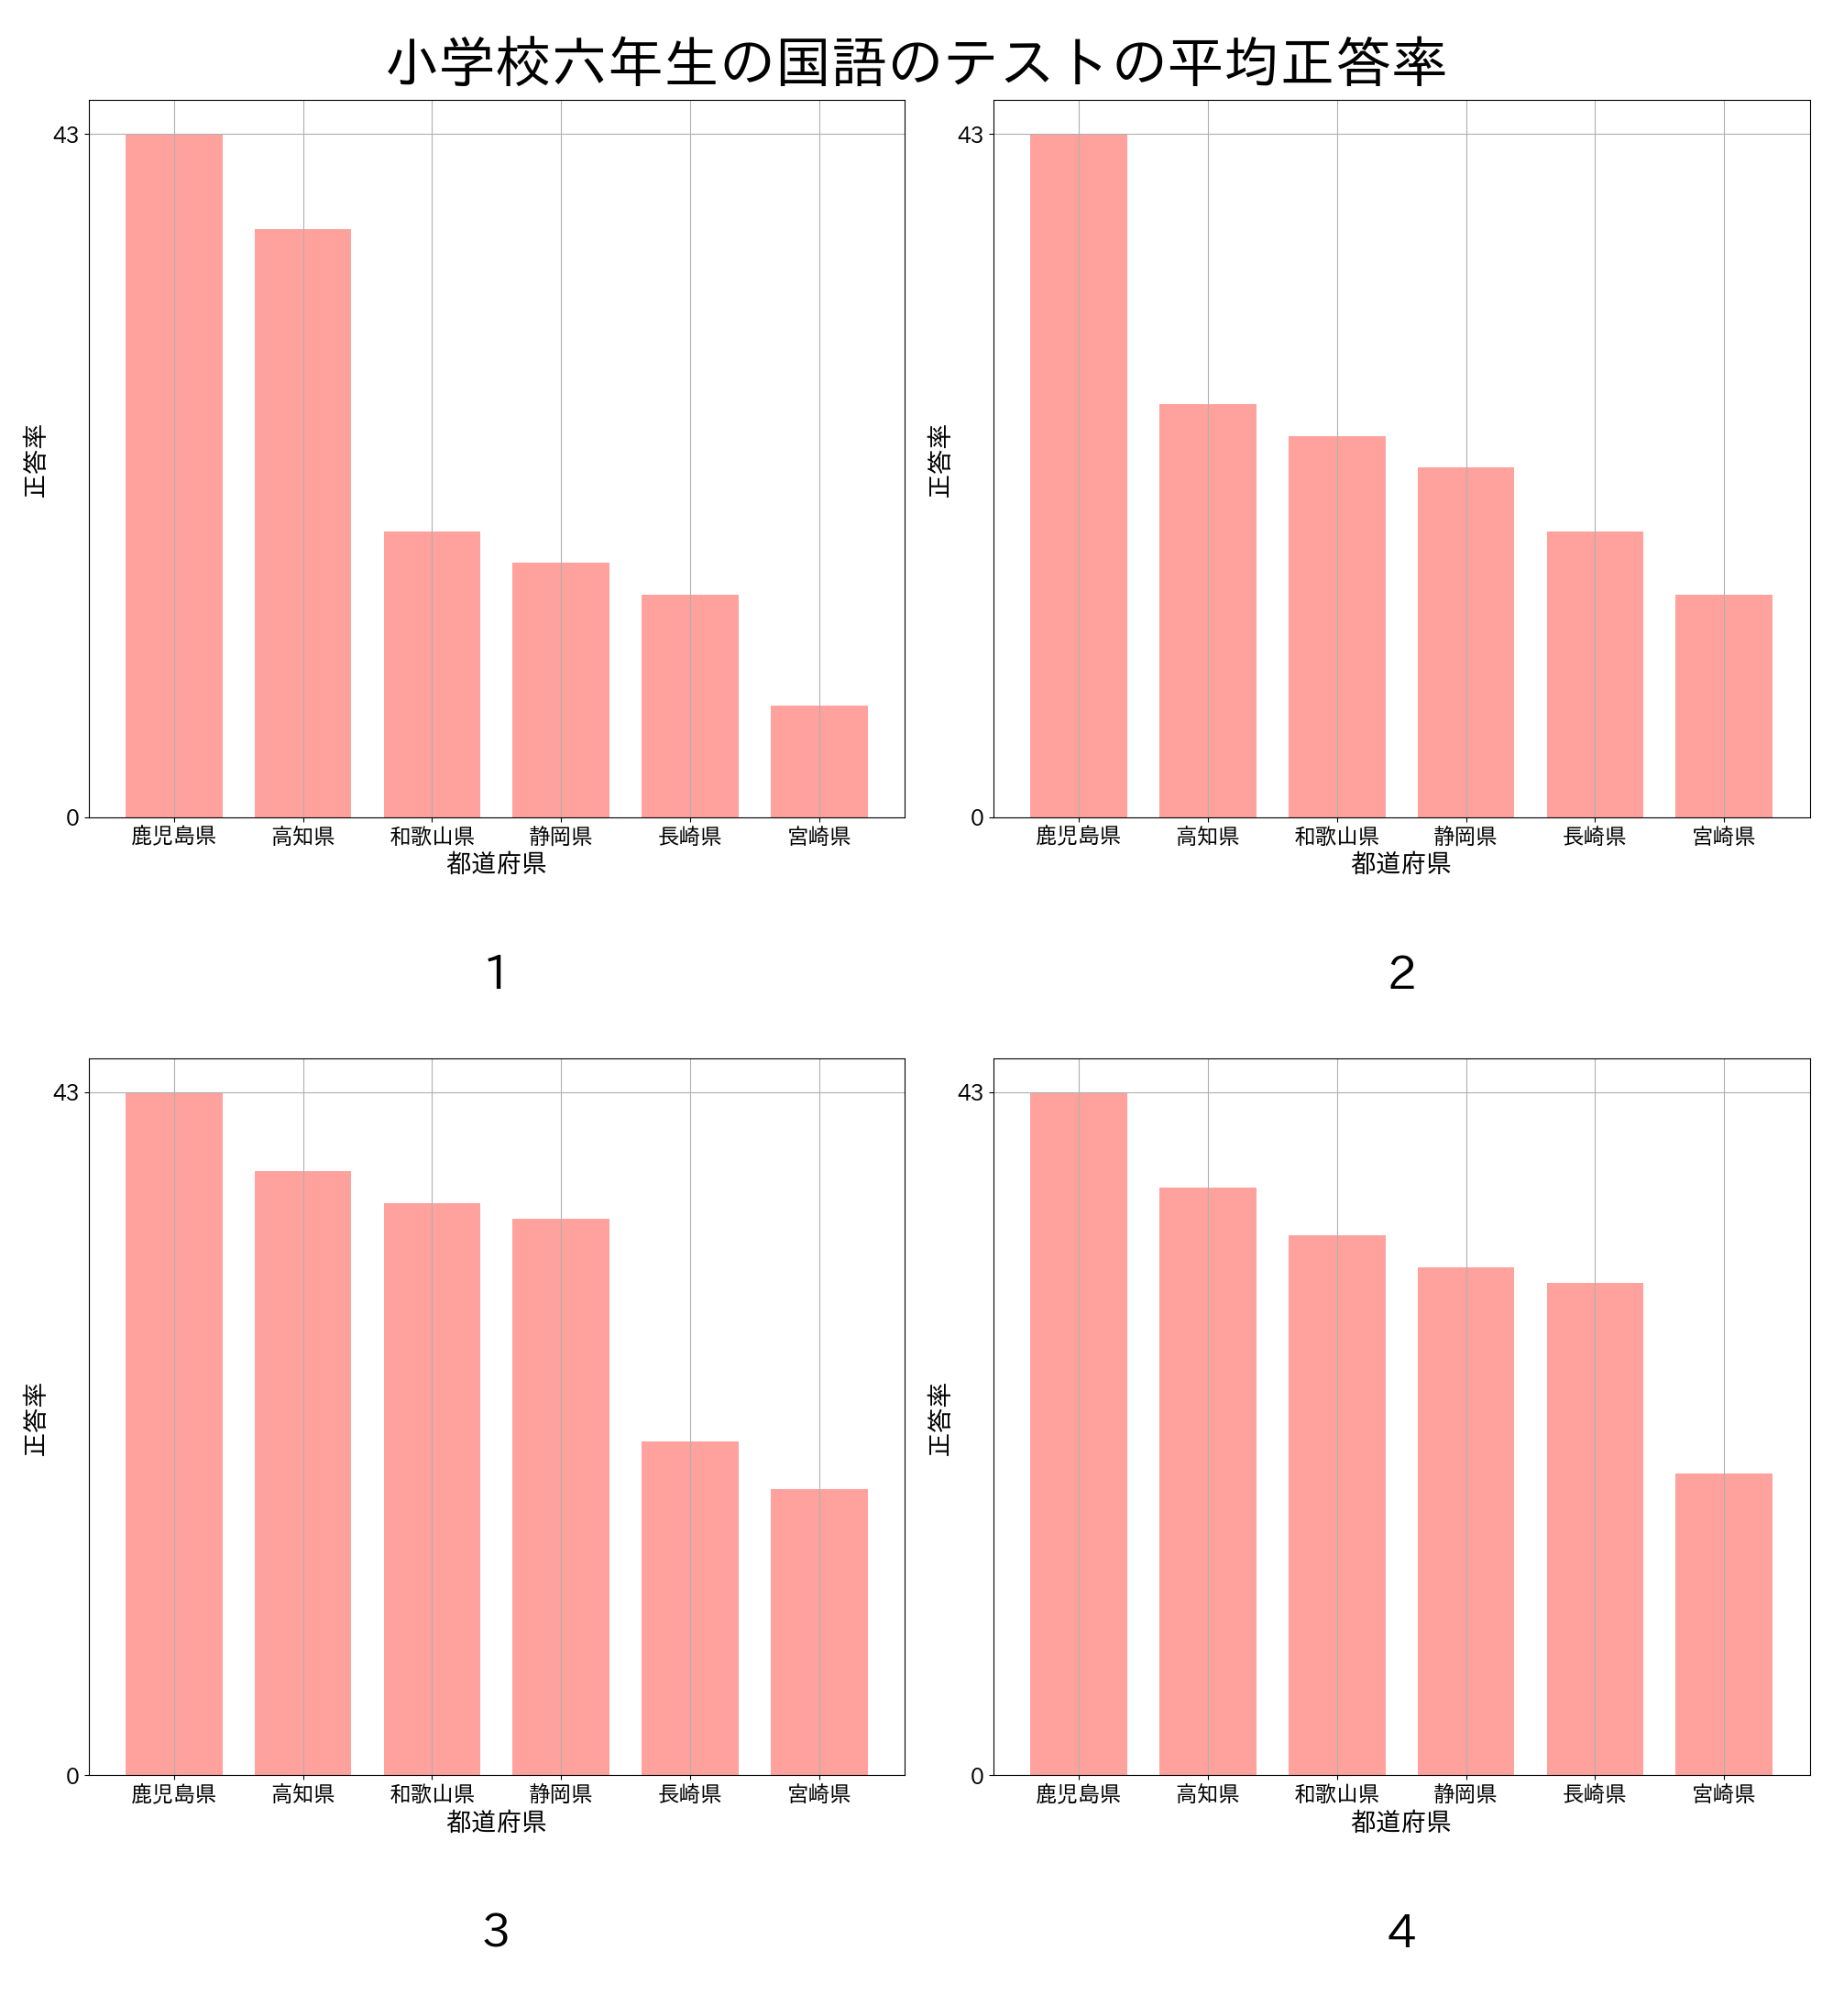 小学校六年生の国語のテストの平均正答率
43
0
正答率
鹿児島県 高知県 和歌山県 静岡県 長崎県 宮崎県
都道府県
1
43
0
正答率
鹿児島県 高知県 和歌山県 静岡県 長崎県 宮崎県
都道府県
2
43
0
正答率
鹿児島県 高知県 和歌山県 静岡県 長崎県 宮崎県
都道府県
3
43
0
正答率
鹿児島県 高知県 和歌山県 静岡県 長崎県 宮崎県
都道府県
4